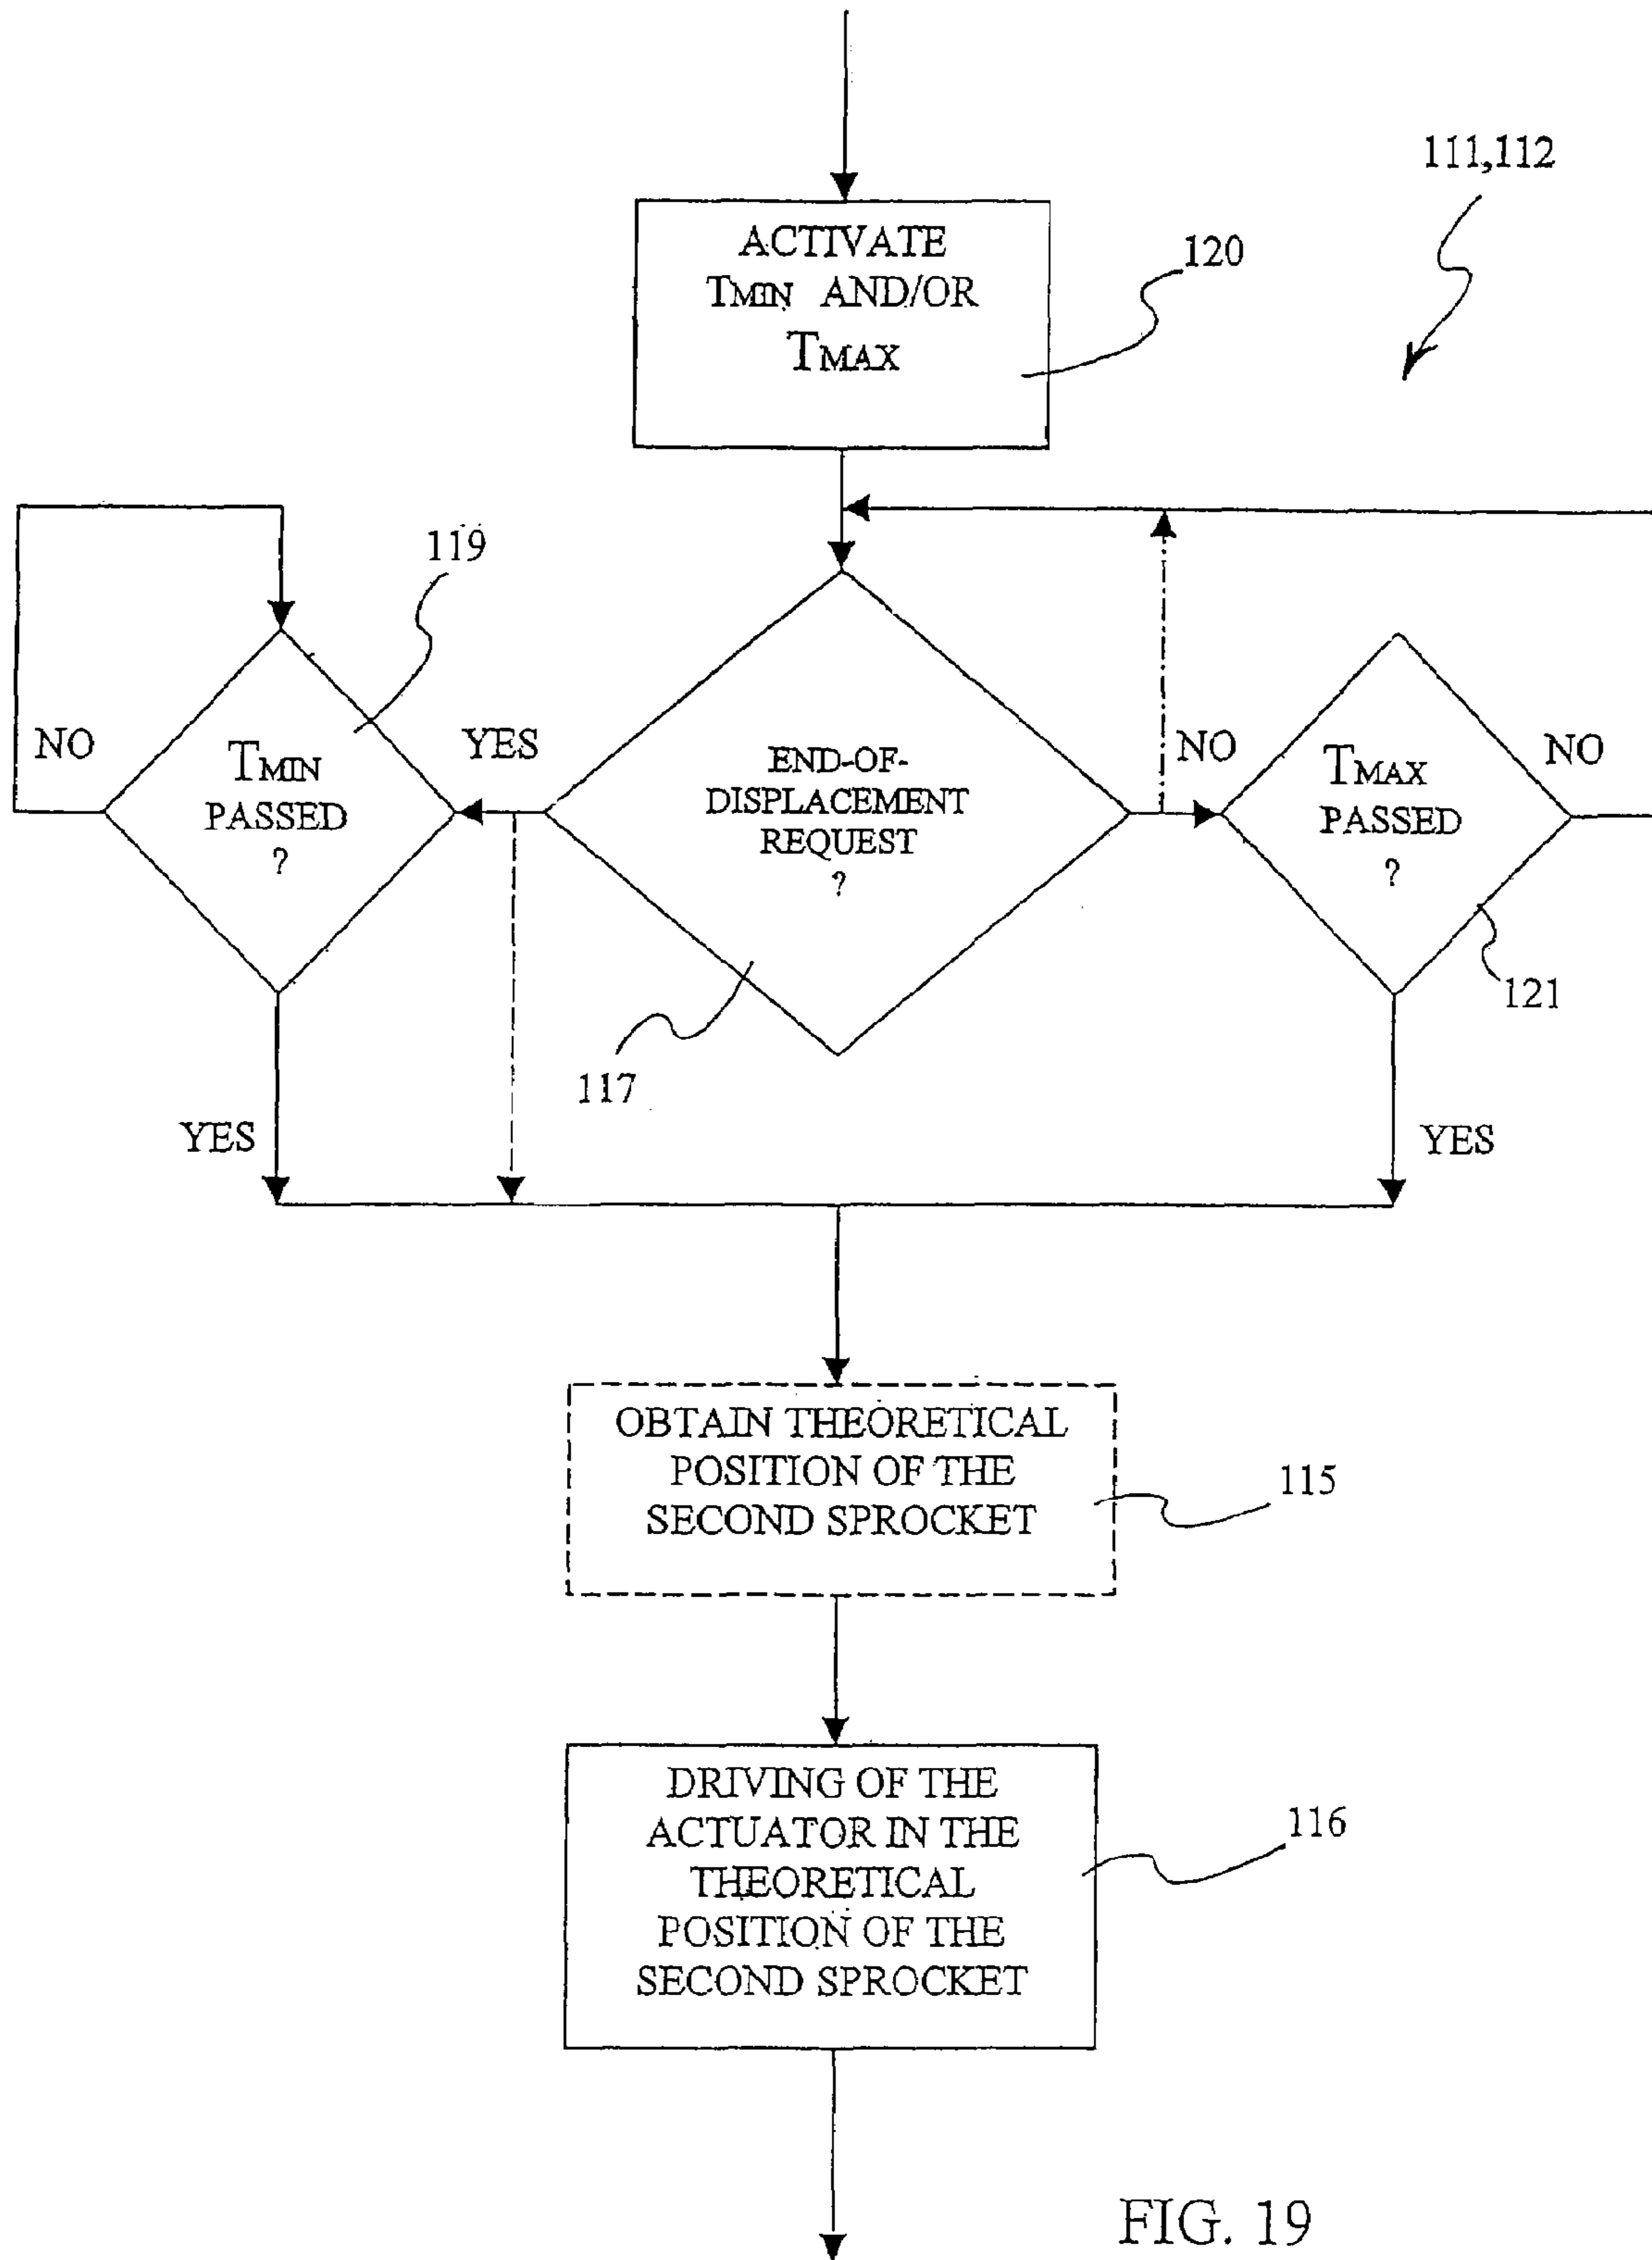 111,112
ACTIVATE
TMIN AND/OR
TMAX
120
119
NO
TMIN
PASSED
?
YES
END-OF-
DISPLACEMENT
REQUEST
?
NO
TMAX
PASSED
?
NO
121
117
YES
YES
OBTAIN THEORETICAL
POSITION OF THE
SECOND SPROCKET
115
DRIVING OF THE
ACTUATOR IN THE
THEORETICAL
POSITION OF THE
SECOND SPROCKET
116
FIG. 19